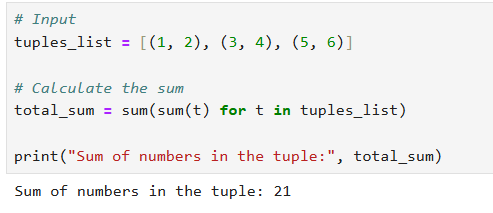 # Input
tuples_list = [(1, 2), (3, 4), (5, 6)]
# Calculate the sum
total_sum = sum(sum(t) for t in tuples_list)
print("Sum of numbers in the tuple:", total_sum)
Sum of numbers in the tuple: 21